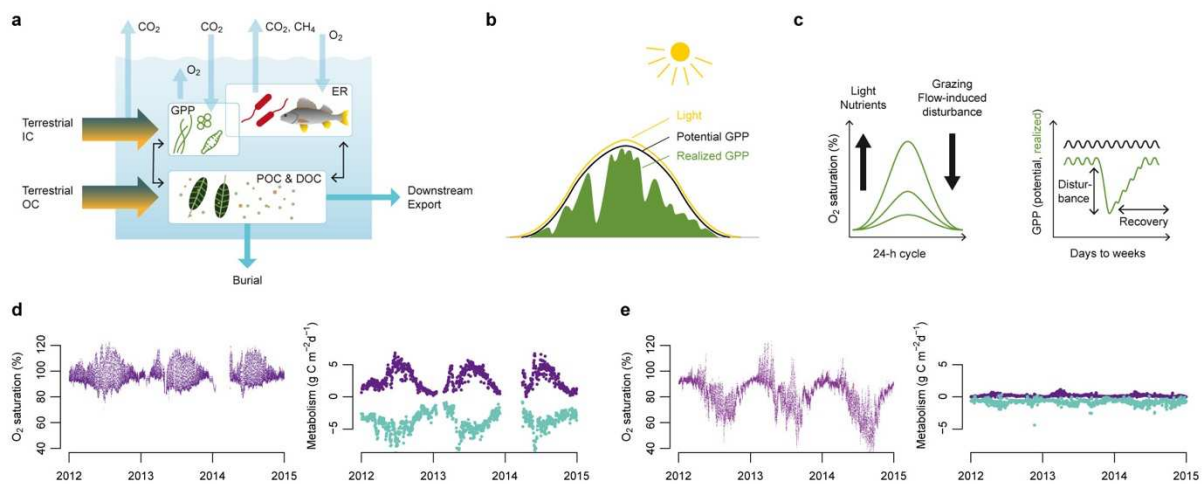 a
CO2
CO2
CO2, CH4
O2
O2
GPP
ER
Terrestrial
IC
Terrestrial
OC
POC & DOC
Downstream
Export
Burial
b
Light
Potential GPP
Realized GPP
c
Light
Nutrients
Grazing
Flow-induced
disturbance
O2 saturation (%)
24-h cycle
GPP (potential, realized)
Distur-
bance
Recovery
Days to weeks
d
O2 saturation (%)
120
100
80
60
40
2012 2013 2014 2015
Metabolism (g C m−2d−1)
5
0
−5
2012 2013 2014 2015
e
O2 saturation (%)
120
100
80
60
40
2012 2013 2014 2015
Metabolism (g C m−2d−1)
5
0
−5
2012 2013 2014 2015